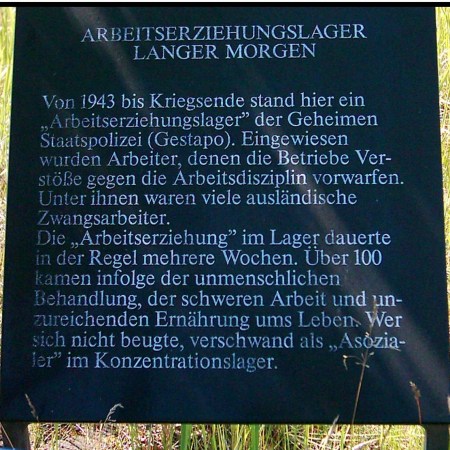 ARBEITSERZIEHUNGSLAGER
LANGER MORGEN
Von 1943 bis Kriegsende stand hier ein
„Arbeitserziehungslager” der Geheimen
Staatspolizei (Gestapo). Eingewiesen
wurden Arbeiter, denen die Betriebe Ver-
stöße gegen die Arbeitsdisziplin vorwarfen.
Unter ihnen waren viele ausländische
Zwangsarbeiter.
Die „Arbeitserziehung” im Lager dauerte
in der Regel mehrere Wochen. Über 100
kamen infolge der unmenschlichen
Behandlung, der schweren Arbeit und un-
zureichenden Ernährung ums Leben. Wer
sich nicht beugte, verschwand als „Asozia-
ler” im Konzentrationslager.